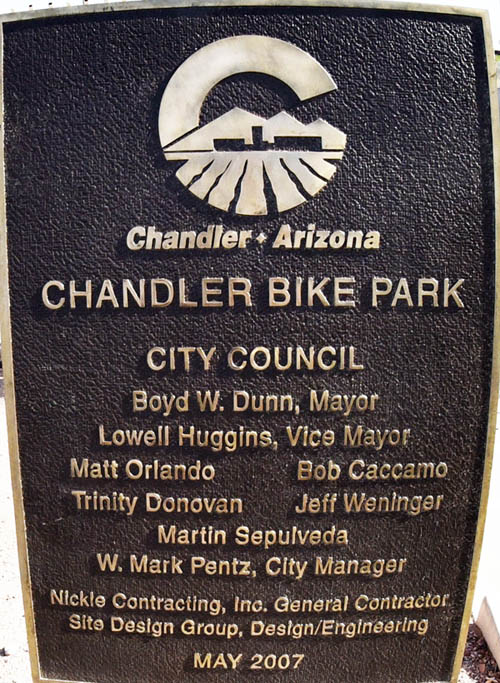 Chandler • Arizona
CHANDLER BIKE PARK
CITY COUNCIL
Boyd W. Dunn, Mayor
Lowell Huggins, Vice Mayor
Matt Orlando Bob Caccamo
Trinity Donovan Jeff Weninger
Martin Sepulveda
W. Mark Pentz, City Manager
Nickle Contracting, Inc. General Contractor
Site Design Group, Design/Engineering
MAY 2007